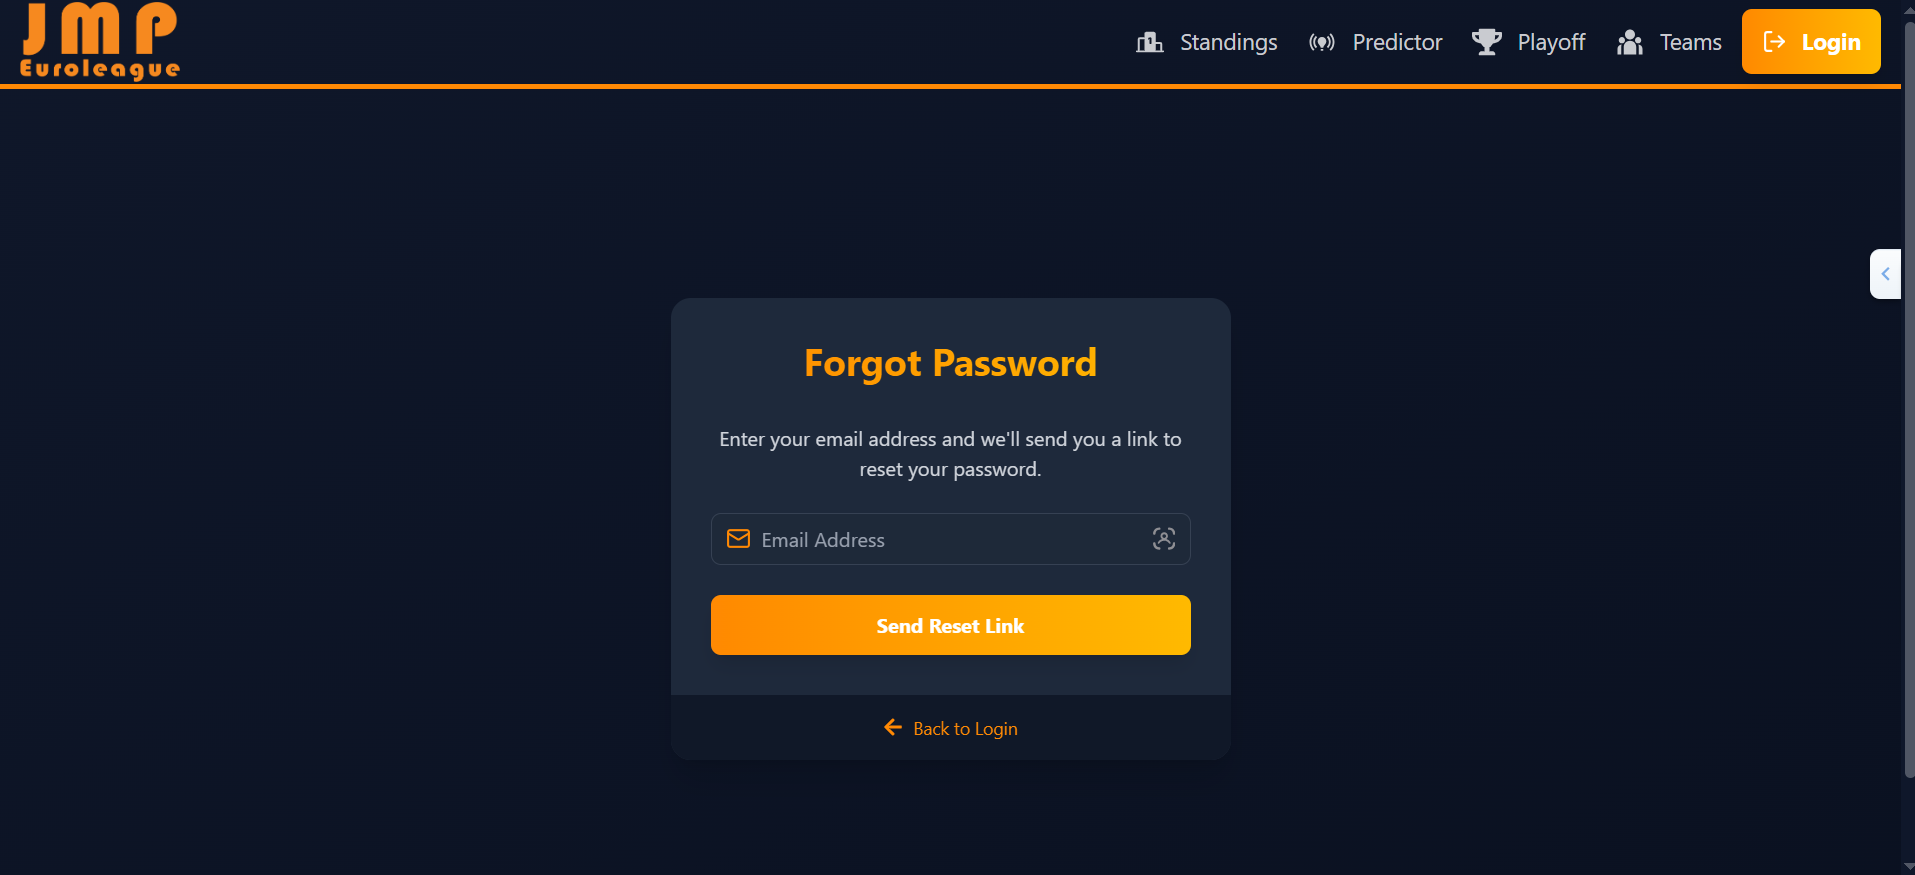 JMP
Euroleague
Standings
Predictor
Playoff
Teams
Login
Forgot Password
Enter your email address and we'll send you a link to
reset your password.
Email Address
Send Reset Link
Back to Login